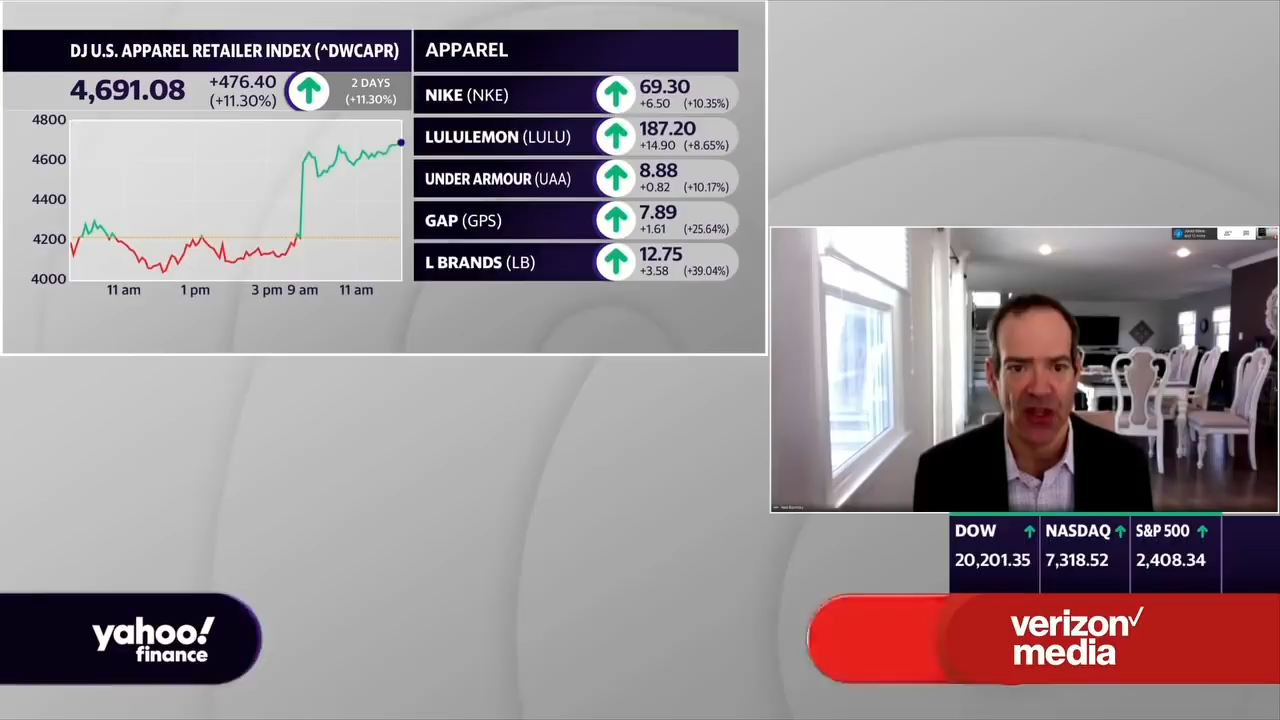 DJ U.S. APPAREL RETAILER INDEX (^DWCAPR)
4,691.08
+476.40
(+11.30%)
2 DAYS
(+11.30%)
4800
4600
4400
4200
4000
11 am
1 pm
3 pm
9 am
11 am
APPAREL
NIKE (NKE)
69.30
+6.50 (+10.35%)
LULULEMON (LULU)
187.20
+14.90 (+8.65%)
UNDER ARMOUR (UAA)
8.88
+0.82 (+10.17%)
GAP (GPS)
7.89
+1.61 (+25.64%)
L BRANDS (LB)
12.75
+3.58 (+39.04%)
DOW
20,201.35
NASDAQ
7,318.52
S&P 500
2,408.34
yahoo!
finance
verizon✓
media